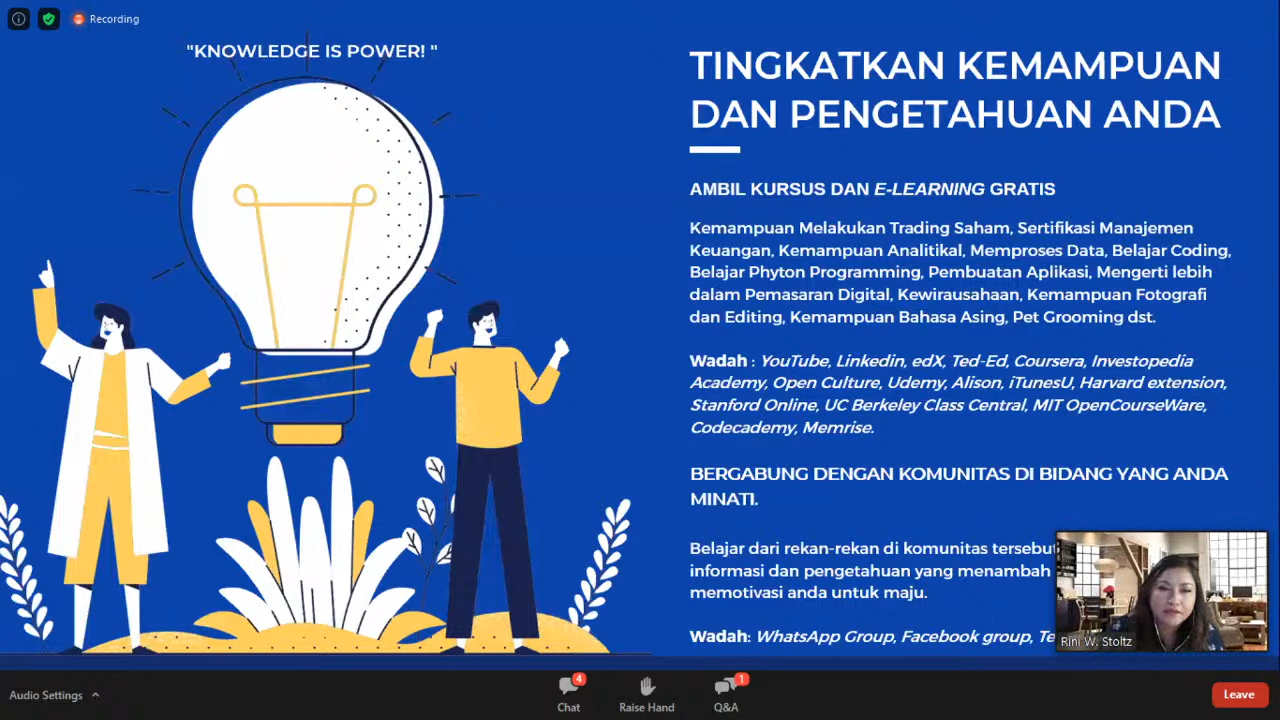 Recording
"KNOWLEDGE IS POWER! "
TINGKATKAN KEMAMPUAN
DAN PENGETAHUAN ANDA
AMBIL KURSUS DAN E-LEARNING GRATIS
Kemampuan Melakukan Trading Saham, Sertifikasi Manajemen
Keuangan, Kemampuan Analitikal, Memproses Data, Belajar Coding,
Belajar Phyton Programming, Pembuatan Aplikasi, Mengerti lebih
dalam Pemasaran Digital, Kewirausahaan, Kemampuan Fotografi
dan Editing, Kemampuan Bahasa Asing, Pet Grooming dst.
Wadah : YouTube, Linkedin, edX, Ted-Ed, Coursera, Investopedia
Academy, Open Culture, Udemy, Alison, iTunesU, Harvard extension,
Stanford Online, UC Berkeley Class Central, MIT OpenCourseWare,
Codecademy, Memrise.
BERGABUNG DENGAN KOMUNITAS DI BIDANG YANG ANDA
MINATI.
Belajar dari rekan-rekan di komunitas tersebut
informasi dan pengetahuan yang menambah
memotivasi anda untuk maju.
Wadah: WhatsApp Group, Facebook group,
Rini W. Stoltz
Audio Settings
4
Chat
Raise Hand
1
Q&A
Leave